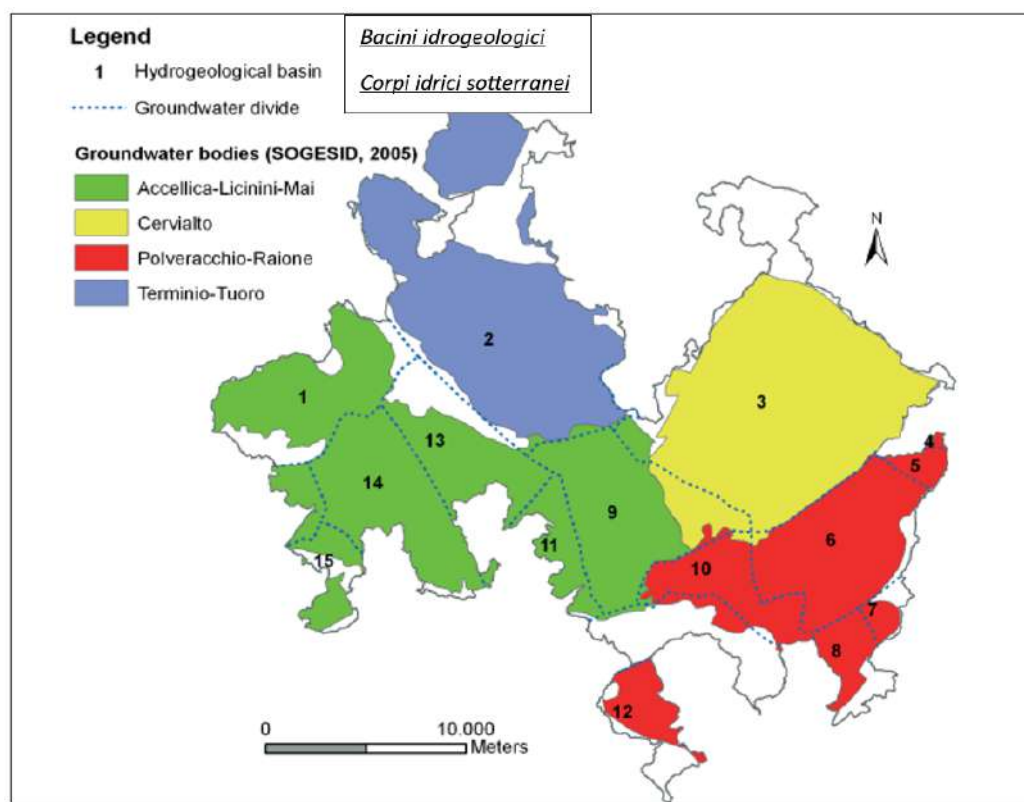 Legend
1 Hydrogeological basin
Groundwater divide
Groundwater bodies (SOGESID, 2005)
Accellica-Licinini-Mai
Cervialto
Polveracchio-Raione
Terminio-Tuoro
Bacini idrogeologici
Corpi idrici sotterranei
N
2
3
1
13
4
5
14
9
6
11
15
10
7
8
12
0 10.000
Meters